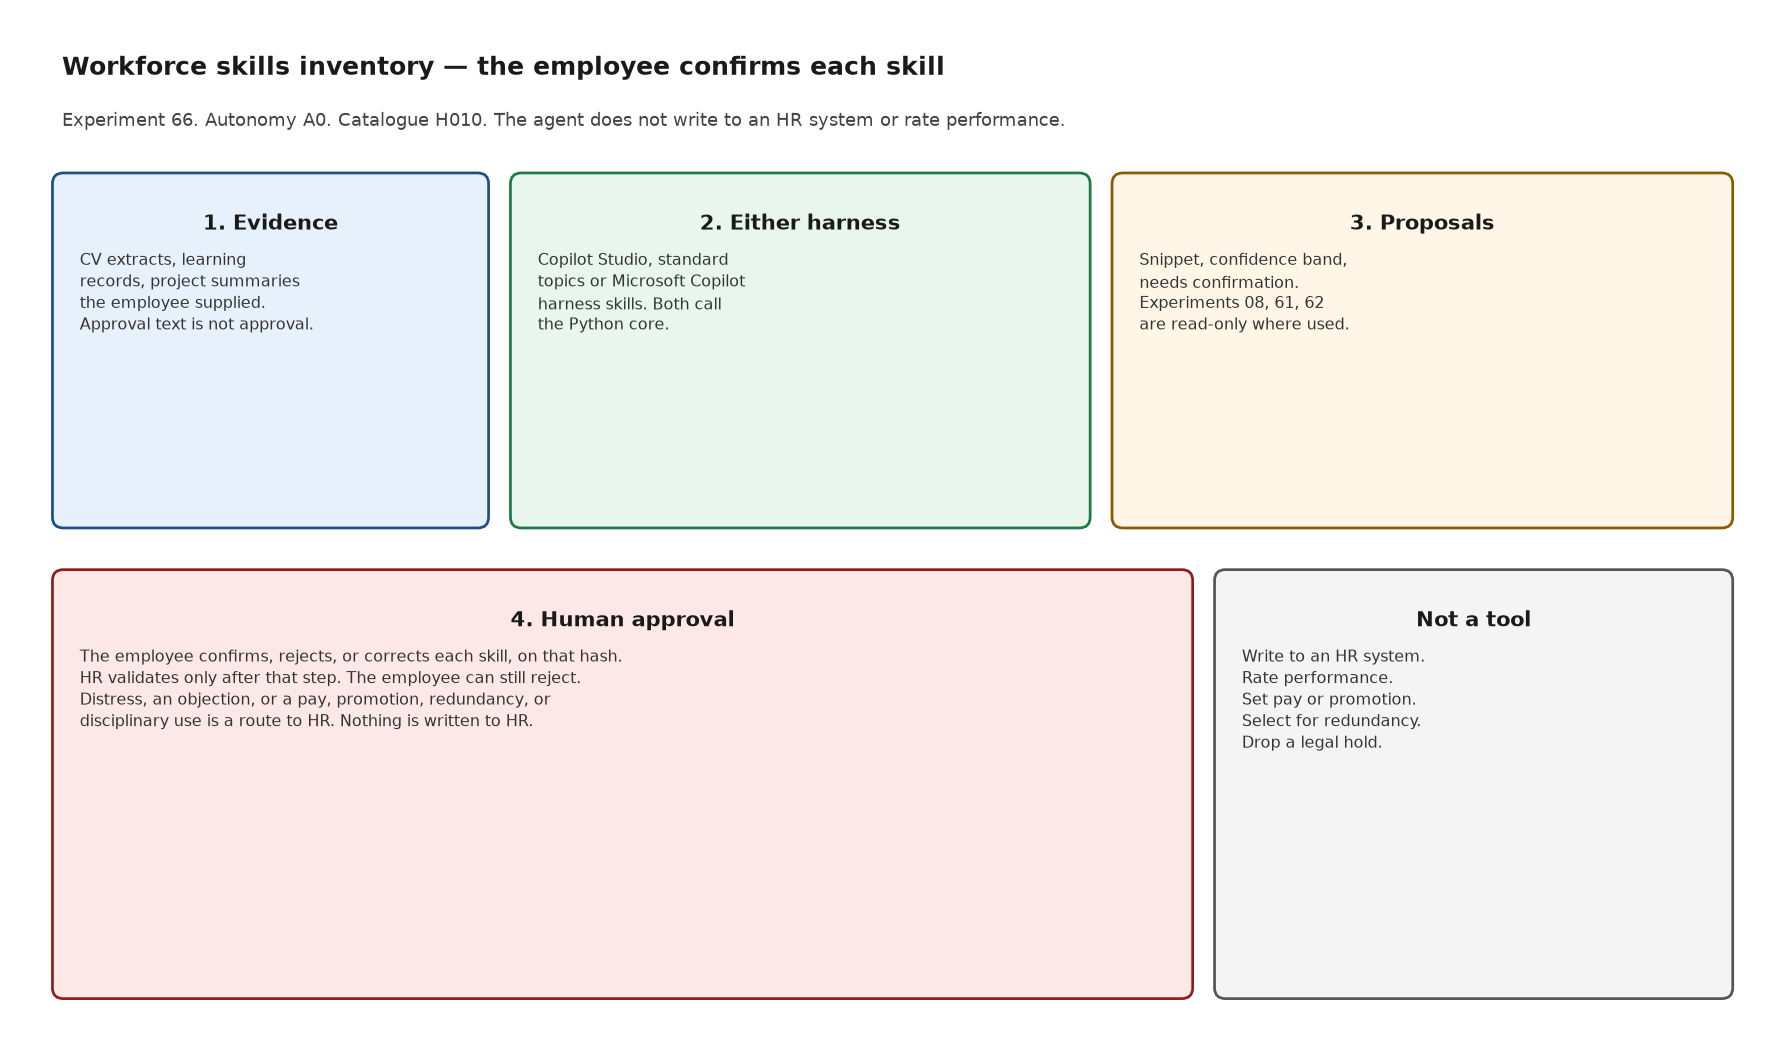 Workforce skills inventory — the employee confirms each skill
Experiment 66. Autonomy A0. Catalogue H010. The agent does not write to an HR system or rate performance.
1. Evidence
CV extracts, learning
records, project summaries
the employee supplied.
Approval text is not approval.
2. Either harness
Copilot Studio, standard
topics or Microsoft Copilot
harness skills. Both call
the Python core.
3. Proposals
Snippet, confidence band,
needs confirmation.
Experiments 08, 61, 62
are read-only where used.
4. Human approval
The employee confirms, rejects, or corrects each skill, on that hash.
HR validates only after that step. The employee can still reject.
Distress, an objection, or a pay, promotion, redundancy, or
disciplinary use is a route to HR. Nothing is written to HR.
Not a tool
Write to an HR system.
Rate performance.
Set pay or promotion.
Select for redundancy.
Drop a legal hold.